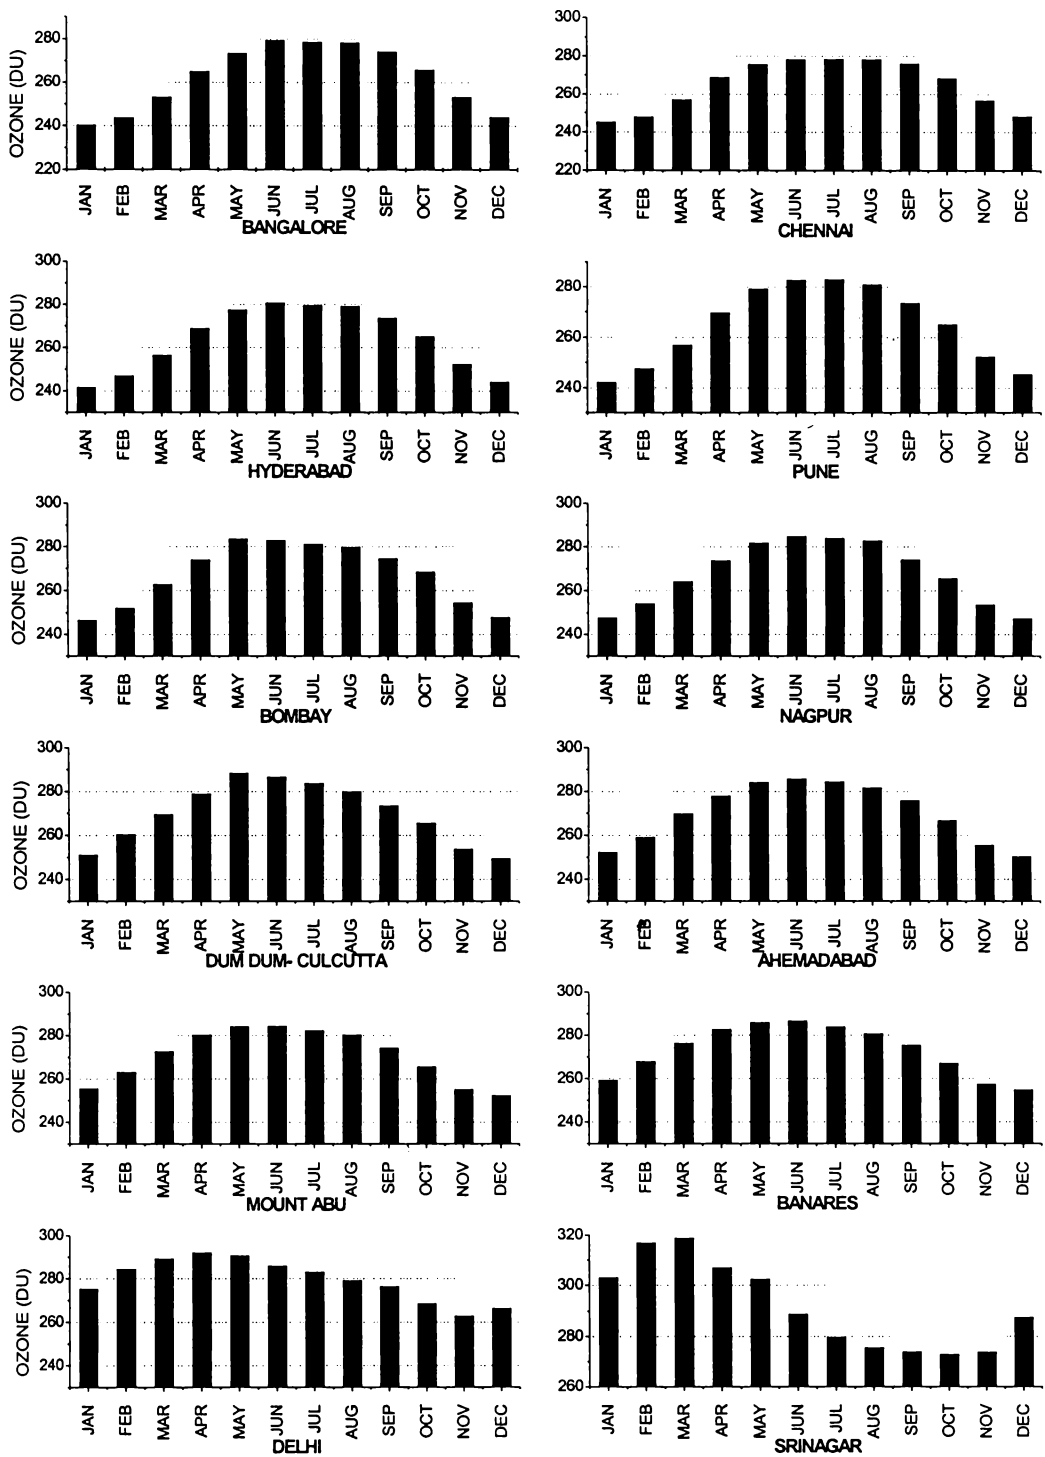 OZONE (DU)
280
260
240
220
JAN FEB MAR APR MAY JUN JUL AUG SEP OCT NOV DEC
BANGALORE
300
280
260
240
220
JAN FEB MAR APR MAY JUN JUL AUG SEP OCT NOV DEC
CHENNAI
OZONE (DU)
300
280
260
240
JAN FEB MAR APR MAY JUN JUL AUG SEP OCT NOV DEC
HYDERABAD
280
260
240
JAN FEB MAR APR MAY JUN JUL AUG SEP OCT NOV DEC
PUNE
OZONE (DU)
300
280
260
240
JAN FEB MAR APR MAY JUN JUL AUG SEP OCT NOV DEC
BOMBAY
300
280
260
240
JAN FEB MAR APR MAY JUN JUL AUG SEP OCT NOV DEC
NAGPUR
OZONE (DU)
300
280
260
240
JAN FEB MAR APR MAY JUN JUL AUG SEP OCT NOV DEC
DUM DUM- CULCUTTA
300
280
260
240
JAN FEB MAR APR MAY JUN JUL AUG SEP OCT NOV DEC
AHEMADABAD
OZONE (DU)
300
280
260
240
JAN FEB MAR APR MAY JUN JUL AUG SEP OCT NOV DEC
MOUNT ABU
300
280
260
240
JAN FEB MAR APR MAY JUN JUL AUG SEP OCT NOV DEC
BANARES
OZONE (DU)
300
280
260
240
230
JAN FEB MAR APR MAY JUN JUL AUG SEP OCT NOV DEC
DELHI
320
300
280
260
JAN FEB MAR APR MAY JUN JUL AUG SEP OCT NOV DEC
SRINAGAR